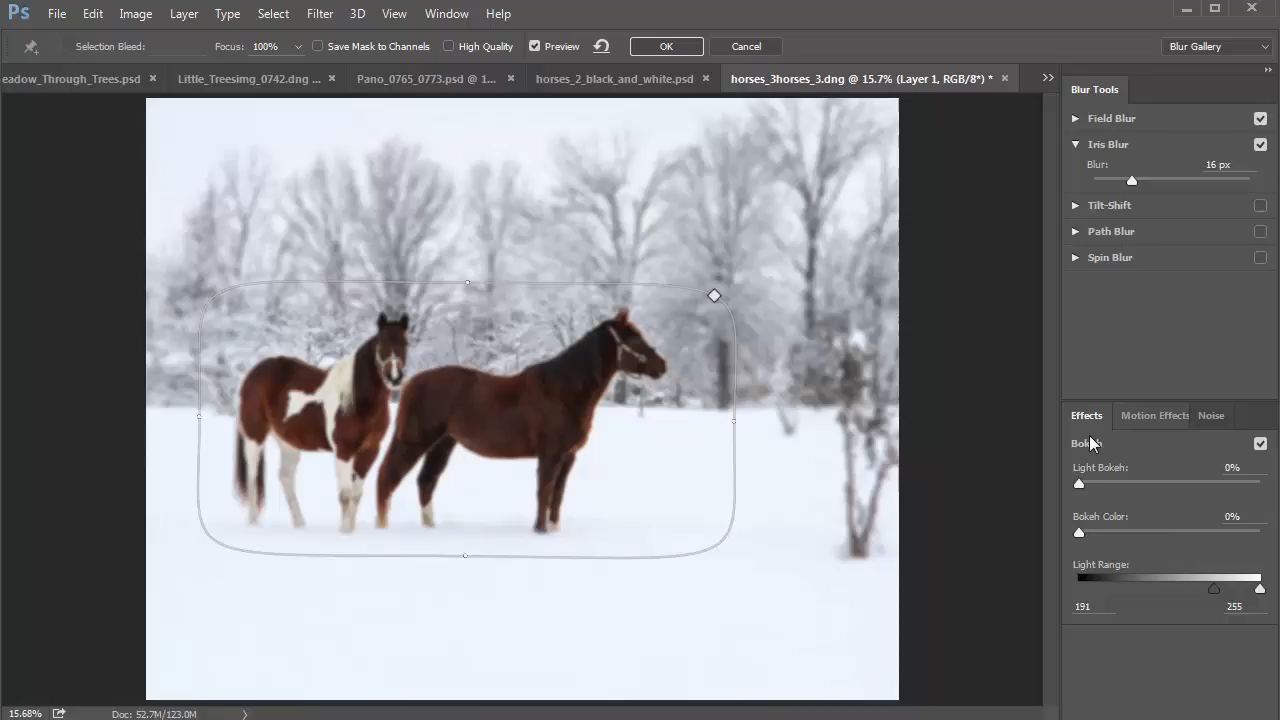 Ps File Edit Image Layer Type Select Filter 3D View Window Help
Selection Bleed: Focus: 100% Save Mask to Channels High Quality Preview OK Cancel Blur Gallery
eadow_Through_Trees.psd × Little_Treesimg_0742.dng ... × Pano_0765_0773.psd @ 1... × horses_2_black_and_white.psd × horses_3horses_3.dng @ 15.7% (Layer 1, RGB/8*) * ×
Blur Tools
Field Blur
Iris Blur
Blur: 16 px
Tilt-Shift
Path Blur
Spin Blur
Effects Motion Effects Noise
Bokeh
Light Bokeh: 0%
Bokeh Color: 0%
Light Range:
191 255
15.68% Doc: 52.7M/123.0M